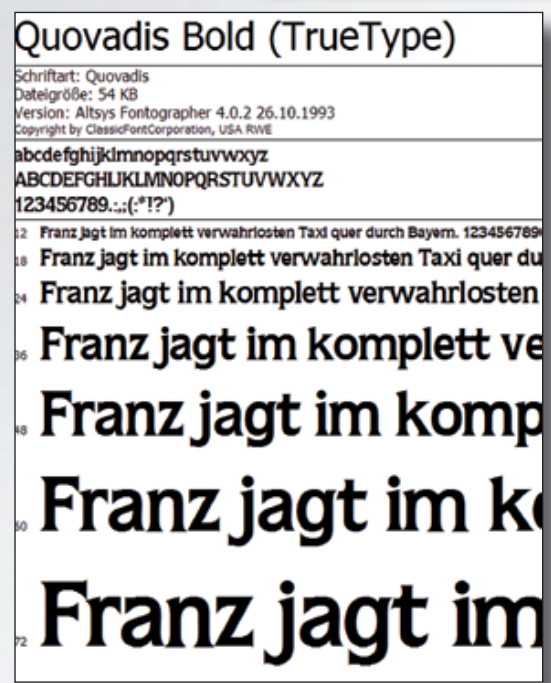 Quovadis Bold (TrueType)
Schriftart: Quovadis
Dateigröße: 54 KB
Version: Altsys Fontographer 4.0.2 26.10.1993
Copyright by ClassicFontCorporation, USA RWE
abcdefghijklmnopqrstuvwxyz
ABCDEFGHIJKLMNOPQRSTUVWXYZ
123456789.:,;(:*!?')
12 Franz jagt im komplett verwahrlosten Taxi quer durch Bayern. 123456789
18 Franz jagt im komplett verwahrlosten Taxi quer du
24 Franz jagt im komplett verwahrlosten
36 Franz jagt im komplett ve
48 Franz jagt im komp
60 Franz jagt im k
72 Franz jagt im